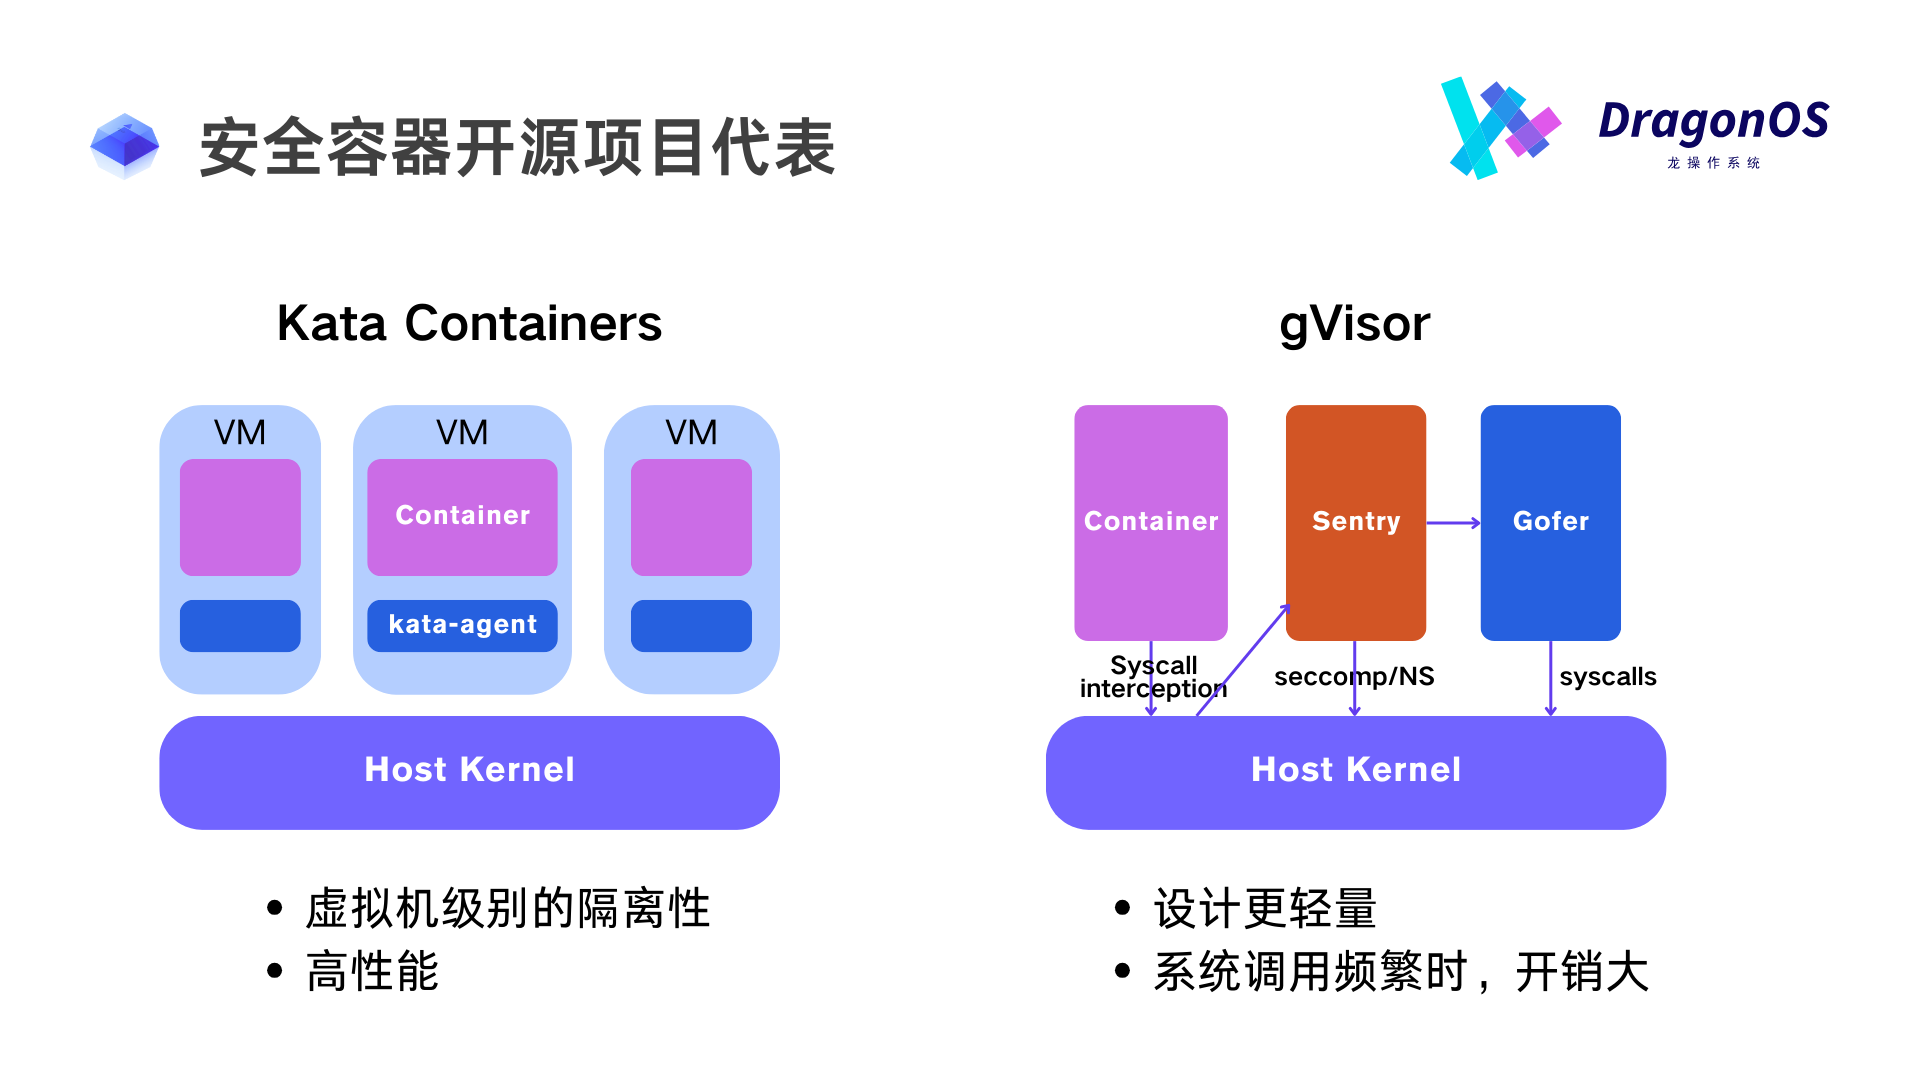 安全容器开源项目代表
DragonOS
龙操作系统
Kata Containers
VM
VM
VM
Container
kata-agent
Host Kernel
虚拟机级别的隔离性
高性能
gVisor
Container
Sentry
Gofer
Syscall
interception
seccomp/NS
syscalls
Host Kernel
设计更轻量
系统调用频繁时，开销大